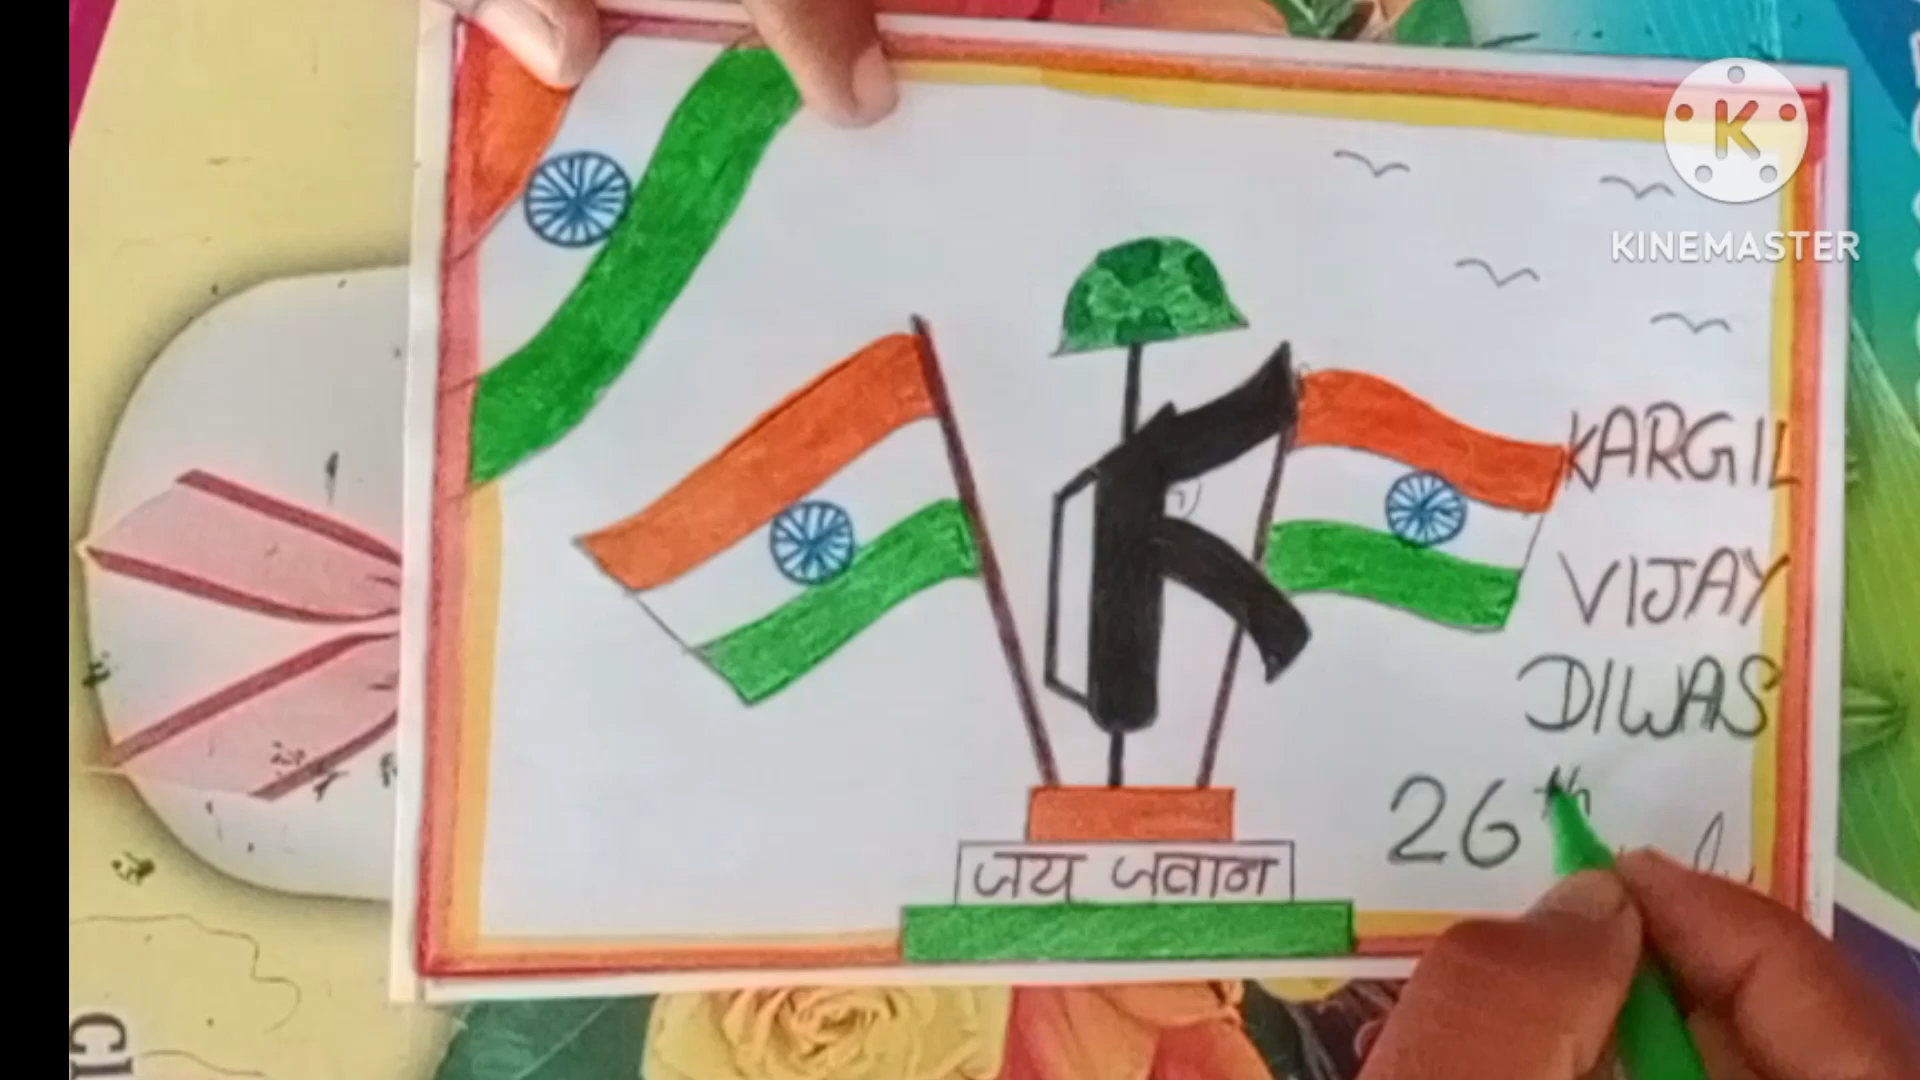 K
KINEMASTER
KARGIL
VIJAY
DIWAS
26th
जय जवान